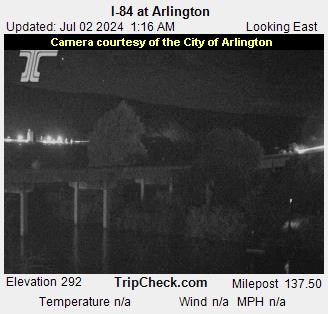 I-84 at Arlington
Updated: Jul 02 2024 1:16 AM Looking East
Camera courtesy of the City of Arlington
Elevation 292 TripCheck.com Milepost 137.50
Temperature n/a Wind n/a MPH n/a